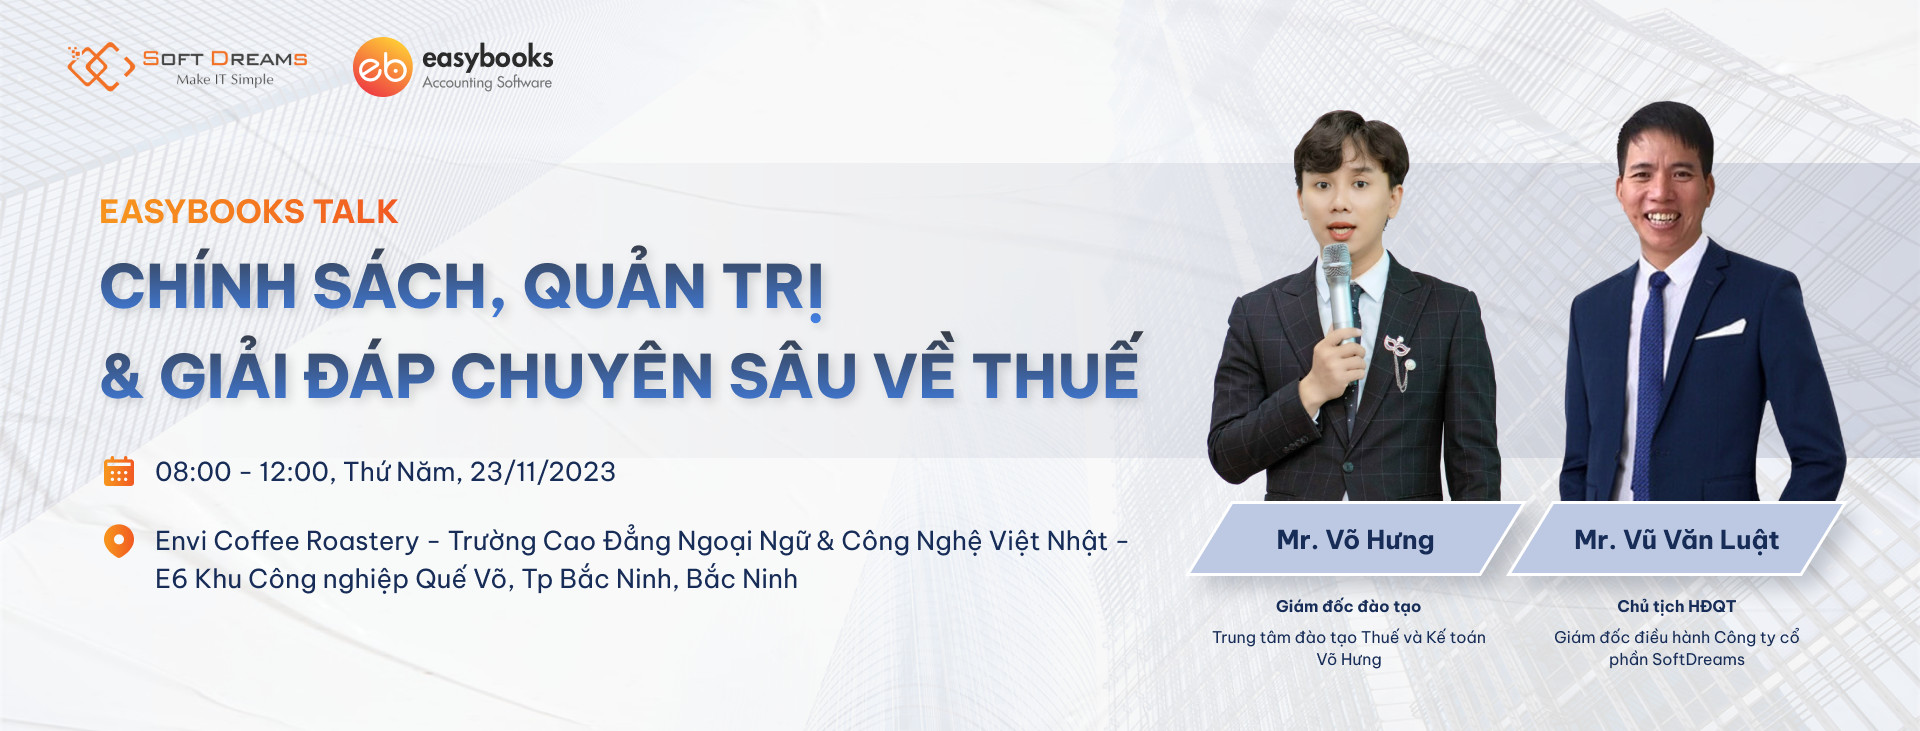 SOFT DREAMS
Make IT Simple
eb
easybooks
Accounting Software
EASYBOOKS TALK
CHÍNH SÁCH, QUẢN TRỊ
& GIẢI ĐÁP CHUYÊN SÂU VỀ THUẾ
08:00 - 12:00, Thứ Năm, 23/11/2023
Envi Coffee Roastery - Trường Cao Đẳng Ngoại Ngữ & Công Nghệ Việt Nhật -
E6 Khu Công nghiệp Quế Võ, Tp Bắc Ninh, Bắc Ninh
Mr. Võ Hưng
Giám đốc đào tạo
Trung tâm đào tạo Thuế và Kế toán
Võ Hưng
Mr. Vũ Văn Luật
Chủ tịch HĐQT
Giám đốc điều hành Công ty cổ
phần SoftDreams